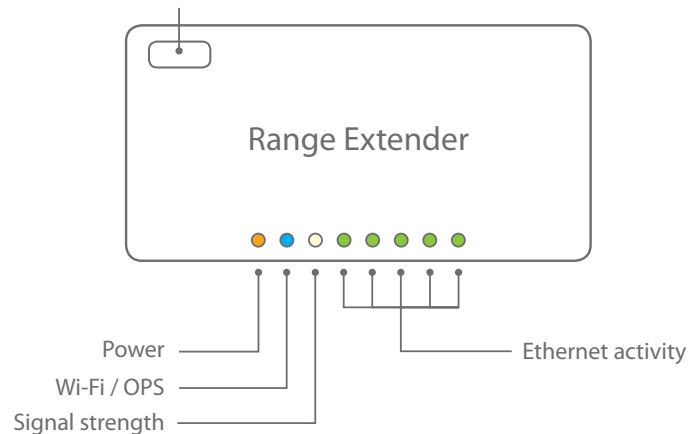 Range Extender
Power
Ethernet activity
Wi-Fi / OPS
Signal strength